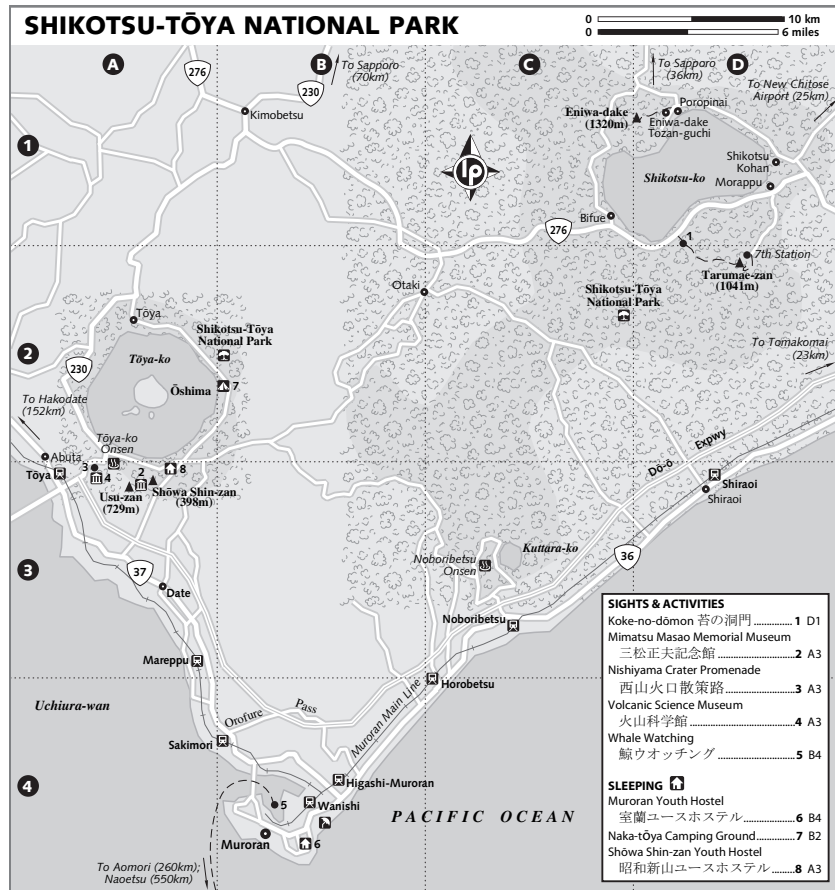 SHIKOTSU-TŌYA NATIONAL PARK
0 10 km
0 6 miles
A
B
C
D
276
230
To Sapporo
(70km)
To Sapporo
(36km)
To New Chitose
Airport (25km)
Kimobetsu
Eniwa-dake
(1320m)
Poropinai
Eniwa-dake
Tozan-guchi
1
lp
Shikotsu
Kohan
Shikotsu-ko
Morappu
Bifue
276
1
7th Station
Tarumae-zan
(1041m)
Otaki
Shikotsu-Tōya
National Park
Tōya
Shikotsu-Tōya
National Park
2
230
Tōya-ko
Ōshima
7
To Tomakomai
(23km)
To Hakodate
(152km)
Abuta
Tōya-ko
Onsen
Tōya
3
4
2
8
Usu-zan
(729m)
Shōwa Shin-zan
(398m)
Dō-ō Expwy
Shiraoi
Shiraoi
3
37
Date
Noboribetsu
Onsen
Kuttara-ko
36
Noboribetsu
Mareppu
Horobetsu
Uchiura-wan
Orofure Pass
Muroran Main Line
Sakimori
4
Higashi-Muroran
5
Wanishi
PACIFIC OCEAN
Muroran
6
To Aomori (260km);
Naoetsu (550km)
SIGHTS & ACTIVITIES
Koke-no-dōmon 苔の洞門 1 D1
Mimatsu Masao Memorial Museum
三松正夫記念館 2 A3
Nishiyama Crater Promenade
西山火口散策路 3 A3
Volcanic Science Museum
火山科学館 4 A3
Whale Watching
鯨ウオッチング 5 B4
SLEEPING
Muroran Youth Hostel
室蘭ユースホステル 6 B4
Naka-tōya Camping Ground 7 B2
Shōwa Shin-zan Youth Hostel
昭和新山ユースホステル 8 A3